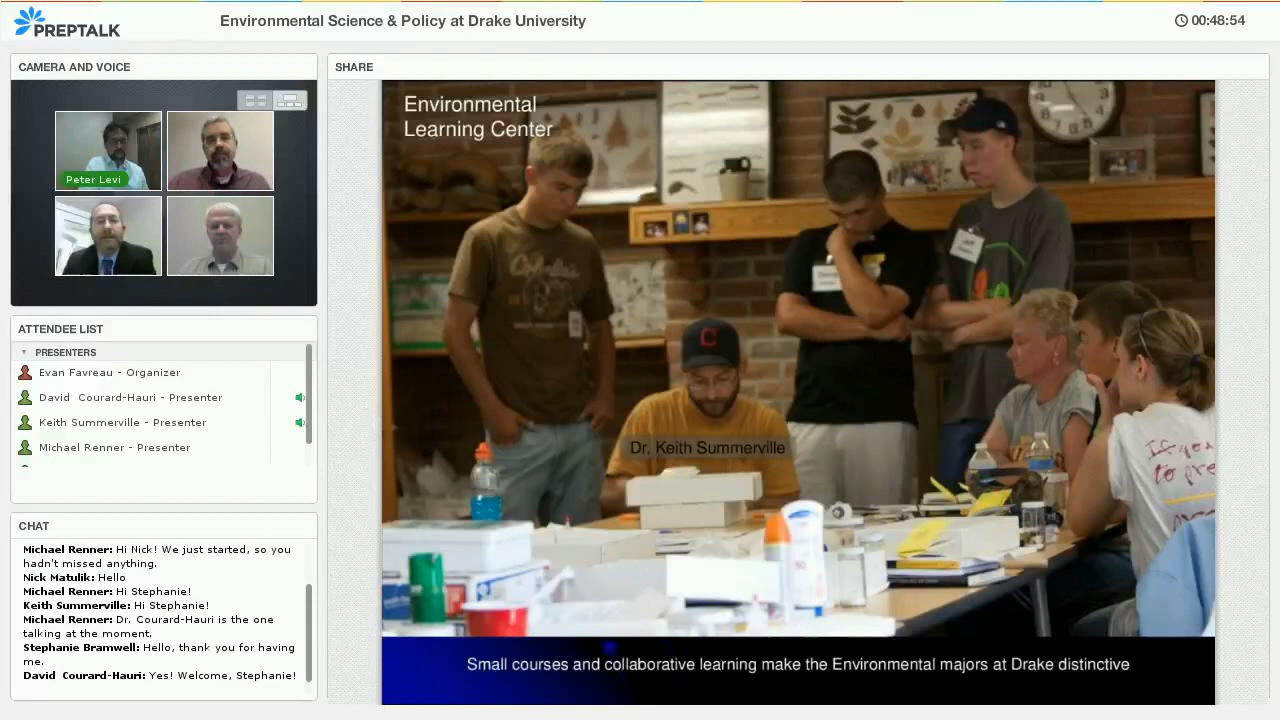 PREPTALK
Environmental Science & Policy at Drake University
00:48:54
CAMERA AND VOICE
Peter Levi
ATTENDEE LIST
PRESENTERS
Evan Favreau - Organizer
David Courard-Hauri - Presenter
Keith Summerville - Presenter
Michael Renner - Presenter
CHAT
Michael Renner: Hi Nick! We just started, so you
hadn't missed anything.
Nick Matulik: Hello
Michael Renner: Hi Stephanie!
Keith Summerville: Hi Stephanie!
Michael Renner: Dr. Courard-Hauri is the one
talking at the moment.
Stephanie Bramwell: Hello, thank you for having
me.
David Courard-Hauri: Yes! Welcome, Stephanie!
SHARE
Environmental
Learning Center
C
Dr. Keith Summerville
If you
to pre
Small courses and collaborative learning make the Environmental majors at Drake distinctive